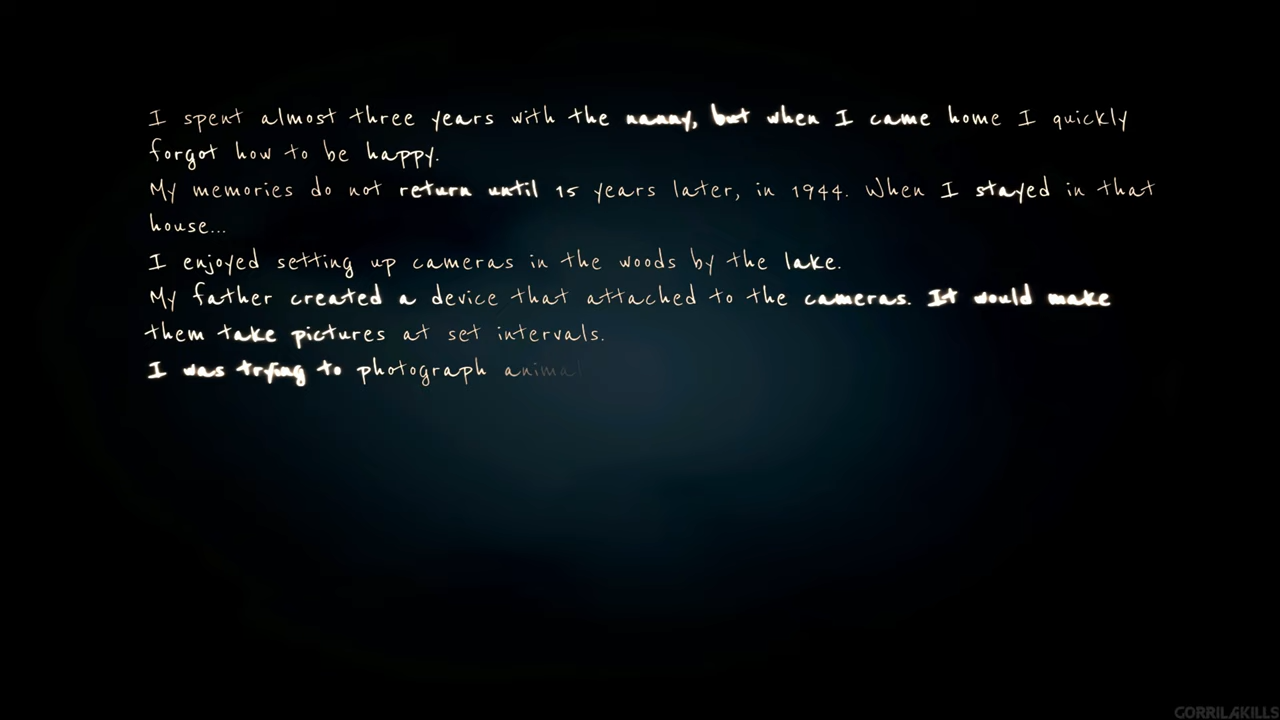 I spent almost three years with the nanny, but when I came home I quickly
forgot how to be happy.
My memories do not return until 15 years later, in 1944. When I stayed in that
house...
I enjoyed setting up cameras in the woods by the lake.
My father created a device that attached to the cameras. It would make
them take pictures at set intervals.
I was trying to photograph animal
GORRILAKILLS